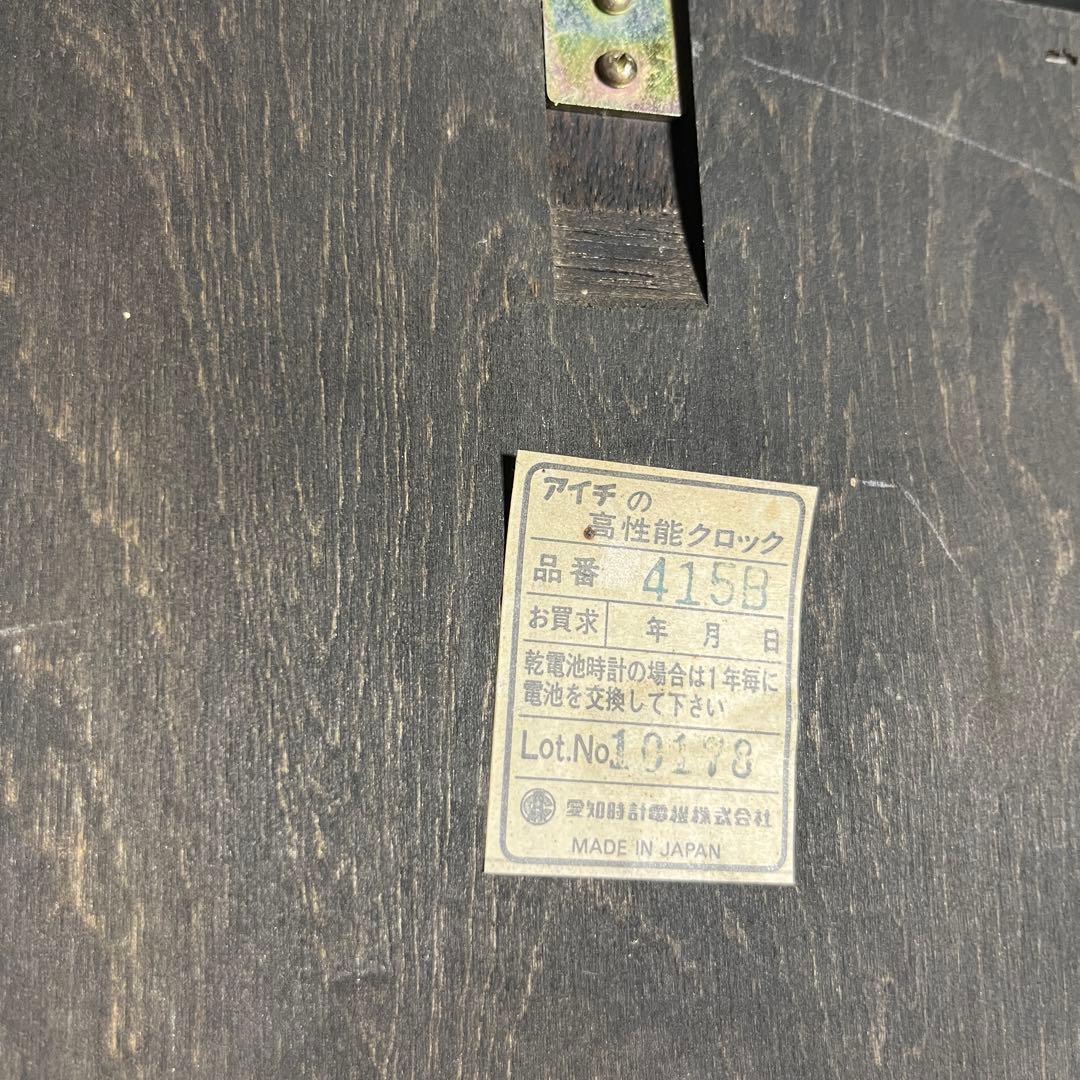 アイチの
高性能クロック
品番 415B
お買求 年 月 日
乾電池時計の場合は1年毎に
電池を交換して下さい
Lot.No 10178
愛知時計電機株式会社
MADE IN JAPAN